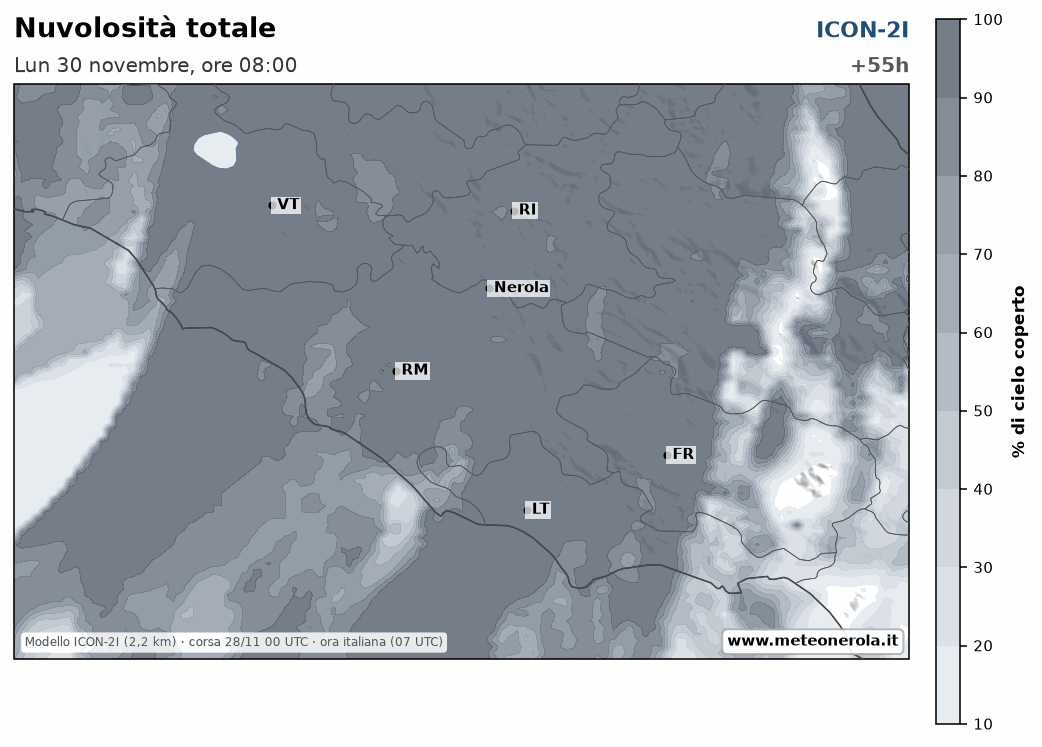 Nuvolosità totale
ICON-2I
Lun 30 novembre, ore 08:00
+55h
100
90
80
70
60
50
40
30
20
10
% di cielo coperto
VT
RI
Nerola
RM
FR
LT
Modello ICON-2I (2,2 km) · corsa 28/11 00 UTC · ora italiana (07 UTC)
www.meteonerola.it